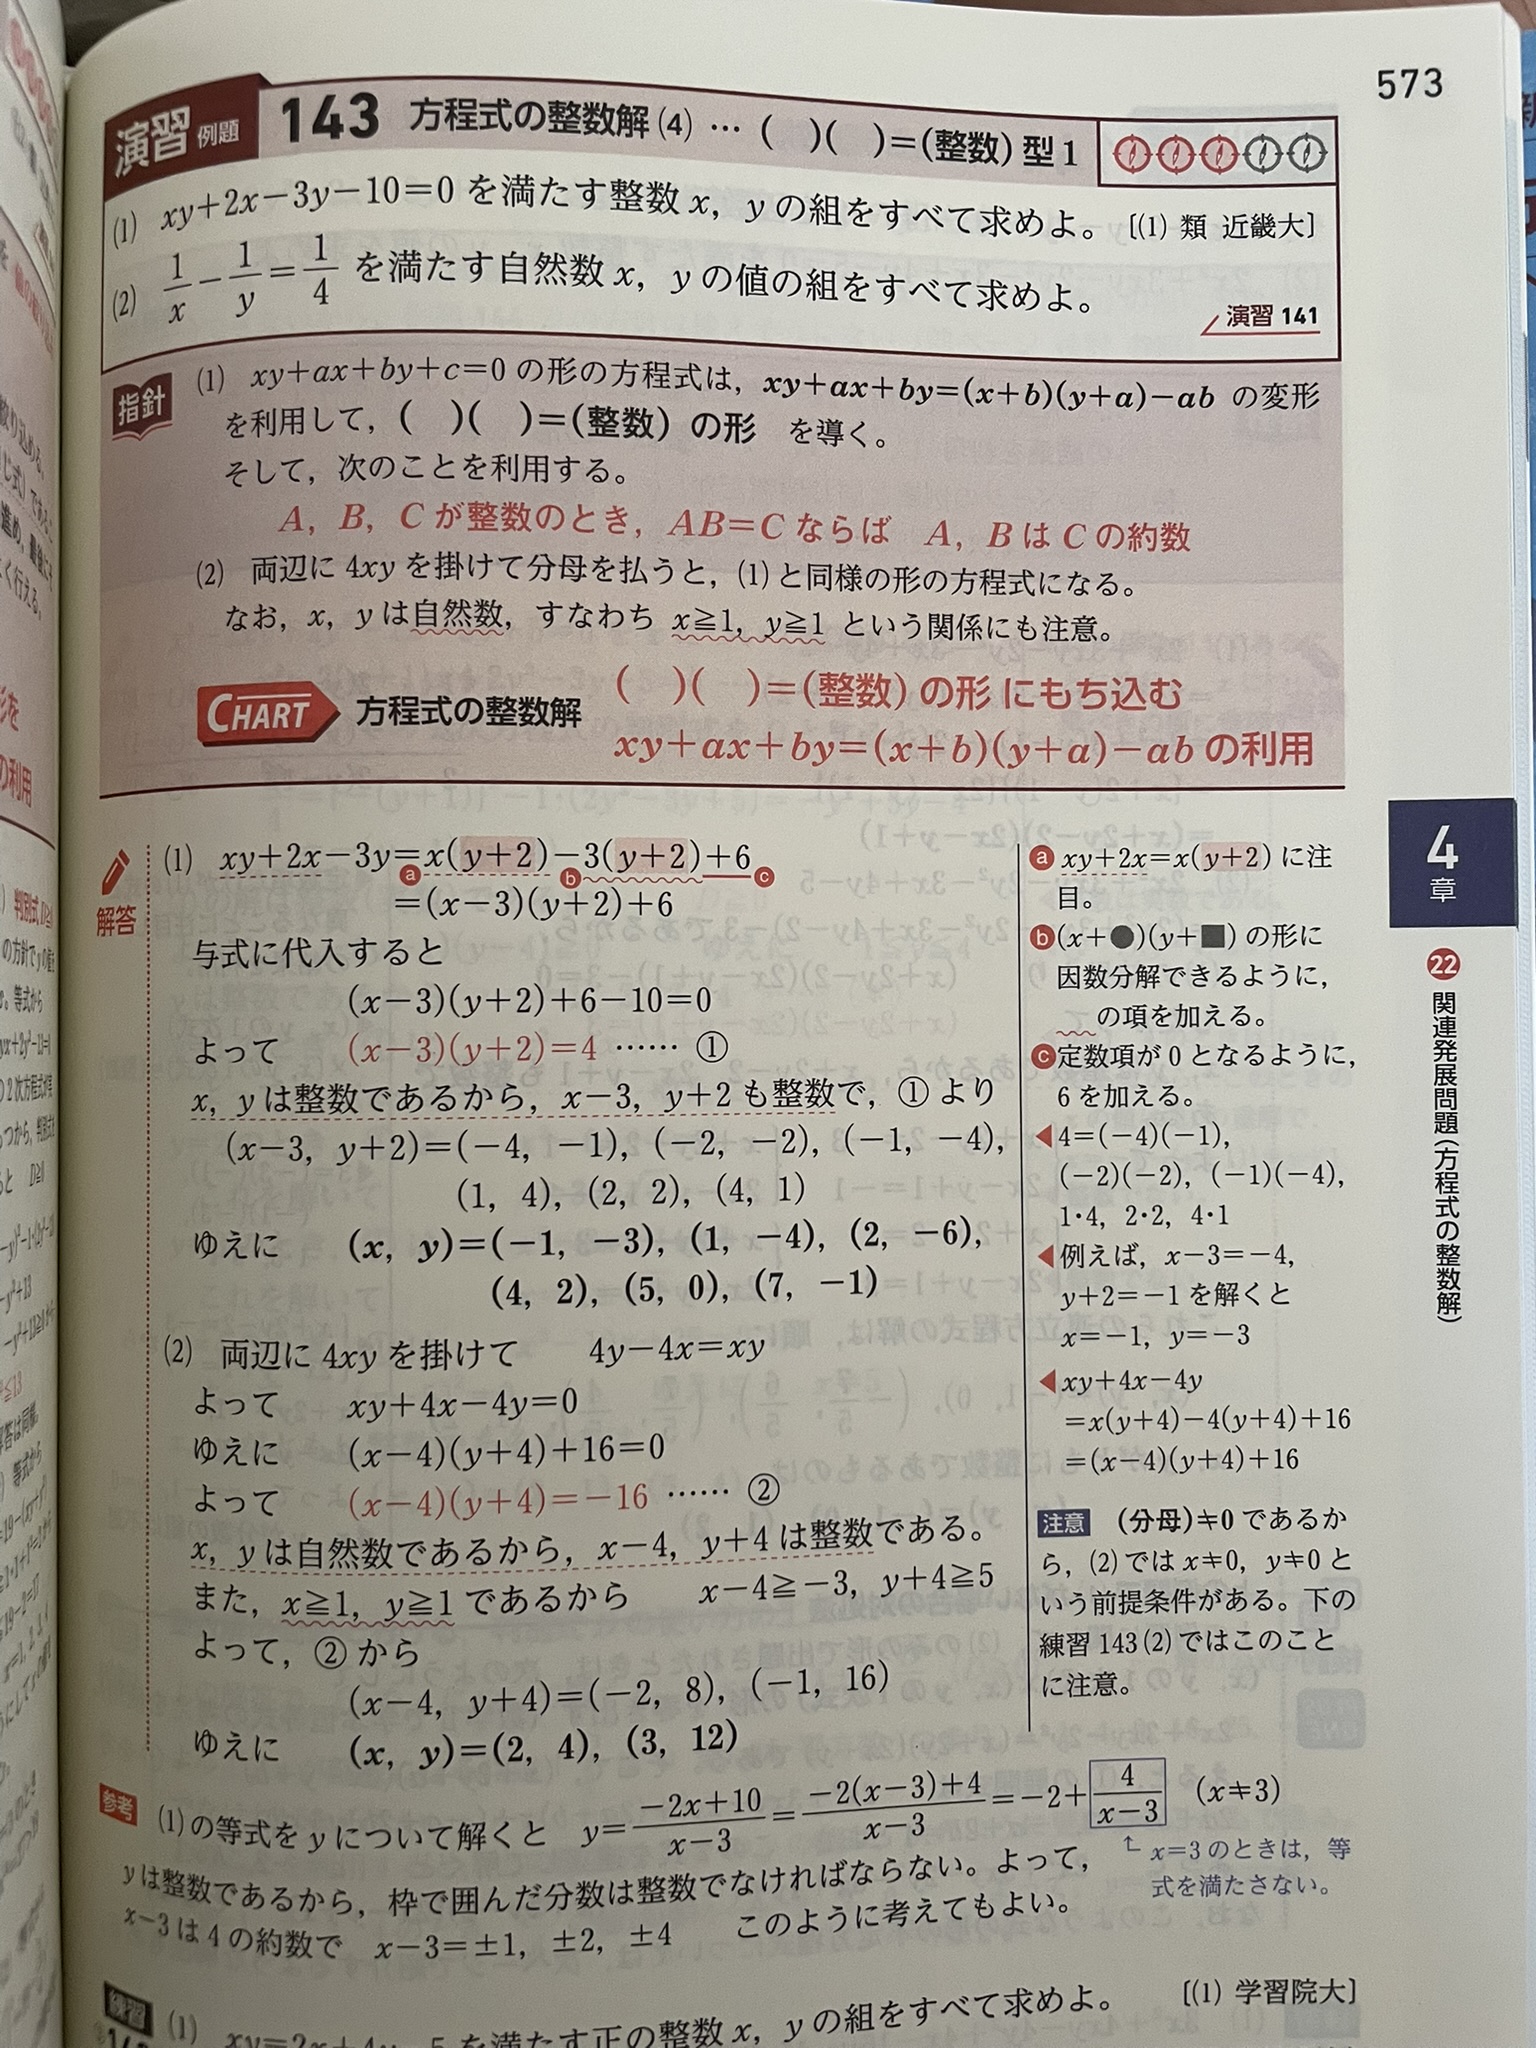 573
演習 例題 143 方程式の整数解(4) … ( )( )=(整数) 型1
(1) xy+2x-3y-10=0 を満たす整数 x, y の組をすべて求めよ。 [(1) 類 近畿大]
(2) 1/x - 1/y = 1/4 を満たす自然数 x, y の値の組をすべて求めよ。
演習 141
指針
(1) xy+ax+by+c=0 の形の方程式は, xy+ax+by=(x+b)(y+a)-ab の変形
を利用して, ( )( )=(整数) の形 を導く。
そして, 次のことを利用する。
A, B, C が整数のとき, AB=C ならば A, B は C の約数
(2) 両辺に 4xy を掛けて分母を払うと, (1) と同様の形の方程式になる。
なお, x, y は自然数, すなわち x≧1, y≧1 という関係にも注意。
CHART 方程式の整数解 ( )( )=(整数) の形 にもち込む
xy+ax+by=(x+b)(y+a)-ab の利用
解答
(1) xy+2x-3y=x(y+2)-3(y+2)+6
ⓐ ⓑ ⓒ
=(x-3)(y+2)+6
与式に代入すると
(x-3)(y+2)+6-10=0
よって (x-3)(y+2)=4 …… ①
x, y は整数であるから, x-3, y+2 も整数で, ① より
(x-3, y+2)=(-4, -1), (-2, -2), (-1, -4),
(1, 4), (2, 2), (4, 1)
ゆえに (x, y)=(-1, -3), (1, -4), (2, -6),
(4, 2), (5, 0), (7, -1)
(2) 両辺に 4xy を掛けて 4y-4x=xy
よって xy+4x-4y=0
ゆえに (x-4)(y+4)+16=0
よって (x-4)(y+4)=-16 …… ②
x, y は自然数であるから, x-4, y+4 は整数である。
また, x≧1, y≧1 であるから x-4≧-3, y+4≧5
よって, ② から
(x-4, y+4)=(-2, 8), (-1, 16)
ゆえに (x, y)=(2, 4), (3, 12)
ⓐ xy+2x=x(y+2) に注
目。
ⓑ (x+●)(y+■) の形に
因数分解できるように,
の項を加える。
ⓒ 定数項が 0 となるように,
6 を加える。
◀4=(-4)(-1),
(-2)(-2), (-1)(-4),
1・4, 2・2, 4・1
◀例えば, x-3=-4,
y+2=-1 を解くと
x=-1, y=-3
◀xy+4x-4y
=x(y+4)-4(y+4)+16
=(x-4)(y+4)+16
注意 (分母)≠0 であるか
ら, (2) では x≠0, y≠0 と
いう前提条件がある。下の
練習 143 (2) ではこのこと
に注意。
参考 (1) の等式を y について解くと y=(-2x+10)/(x-3)=(-2(x-3)+4)/(x-3)=-2+4/(x-3) (x≠3)
↑ x=3 のときは, 等
式を満たさない。
y は整数であるから, 枠で囲んだ分数は整数でなければならない。よって,
x-3 は 4 の約数で x-3=±1, ±2, ±4 このように考えてもよい。
練習 (1) xy=2x+4y-5 を満たす正の整数 x, y の組をすべて求めよ。 [(1) 学習院大]
4章
22 関連発展問題(方程式の整数解)